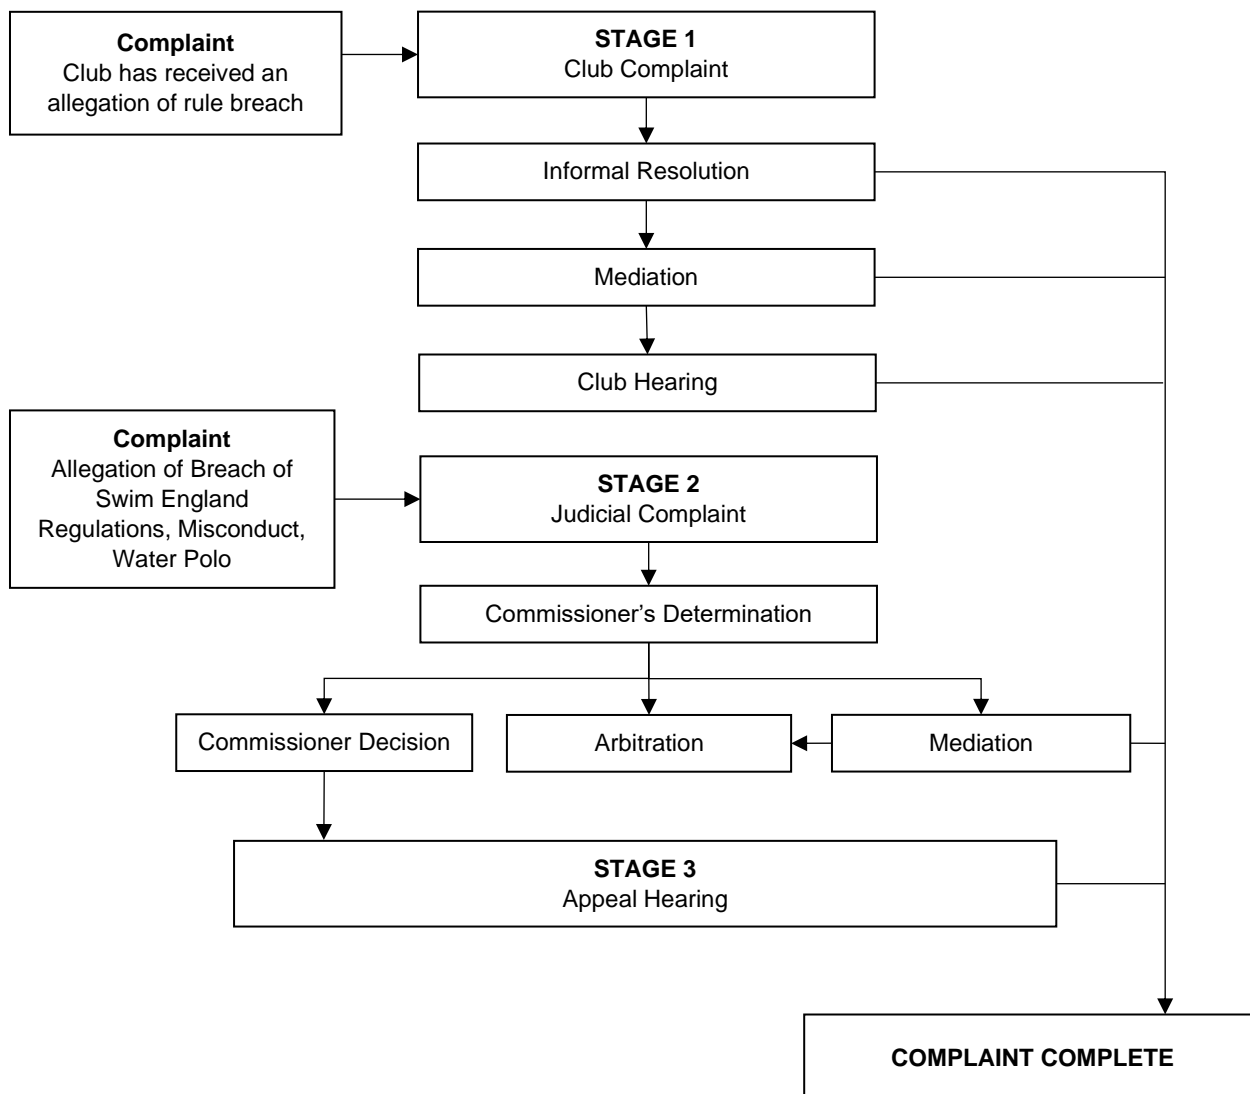 Complaint
Club has received an
allegation of rule breach
STAGE 1
Club Complaint
Informal Resolution
Mediation
Club Hearing
Complaint
Allegation of Breach of
Swim England
Regulations, Misconduct,
Water Polo
STAGE 2
Judicial Complaint
Commissioner’s Determination
Commissioner Decision
Arbitration
Mediation
STAGE 3
Appeal Hearing
COMPLAINT COMPLETE